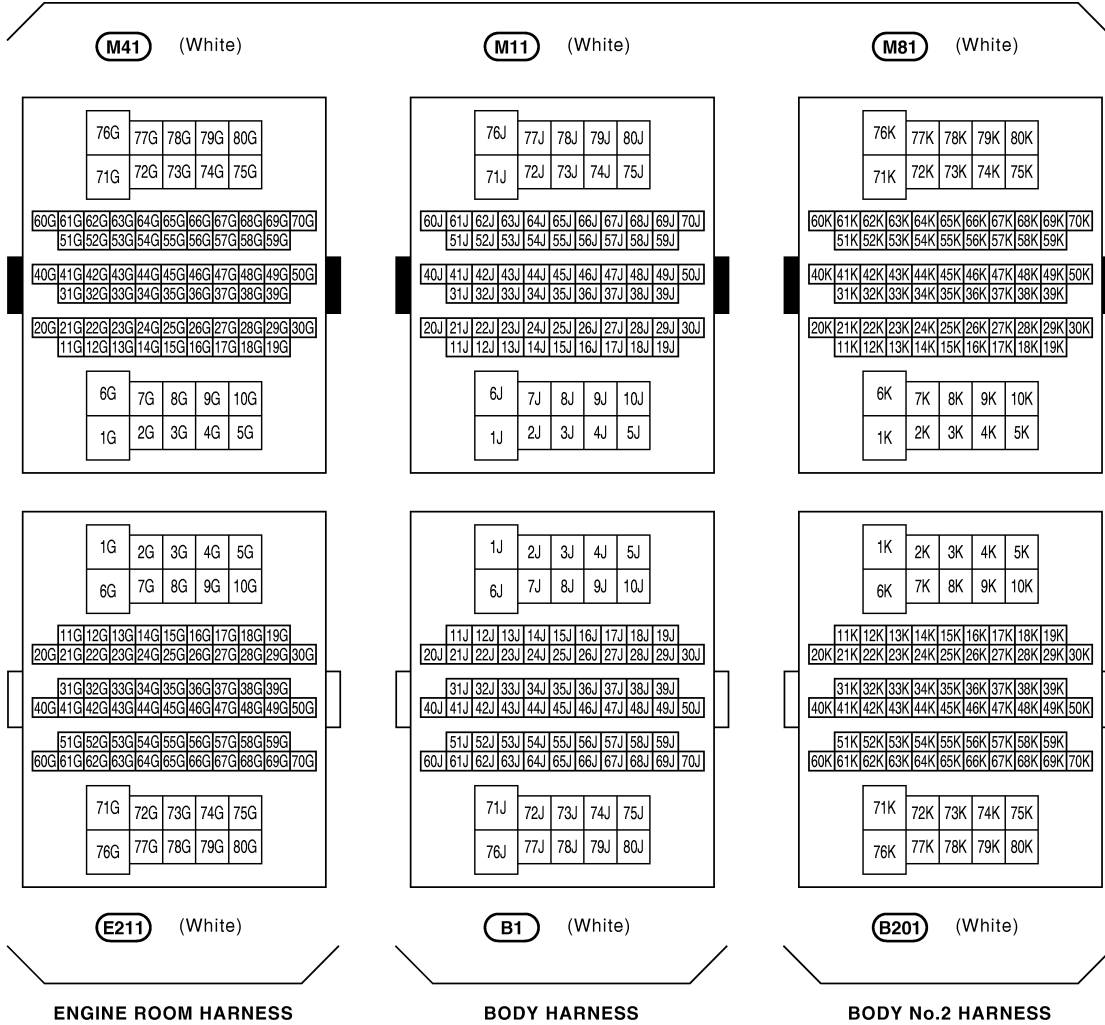 M41 (White) M11 (White) M81 (White)
76G 77G 78G 79G 80G 76J 77J 78J 79J 80J 76K 77K 78K 79K 80K
71G 72G 73G 74G 75G 71J 72J 73J 74J 75J 71K 72K 73K 74K 75K
60G 61G 62G 63G 64G 65G 66G 67G 68G 69G 70G 60J 61J 62J 63J 64J 65J 66J 67J 68J 69J 70J 60K 61K 62K 63K 64K 65K 66K 67K 68K 69K 70K
51G 52G 53G 54G 55G 56G 57G 58G 59G 51J 52J 53J 54J 55J 56J 57J 58J 59J 51K 52K 53K 54K 55K 56K 57K 58K 59K
40G 41G 42G 43G 44G 45G 46G 47G 48G 49G 50G 40J 41J 42J 43J 44J 45J 46J 47J 48J 49J 50J 40K 41K 42K 43K 44K 45K 46K 47K 48K 49K 50K
31G 32G 33G 34G 35G 36G 37G 38G 39G 31J 32J 33J 34J 35J 36J 37J 38J 39J 31K 32K 33K 34K 35K 36K 37K 38K 39K
20G 21G 22G 23G 24G 25G 26G 27G 28G 29G 30G 20J 21J 22J 23J 24J 25J 26J 27J 28J 29J 30J 20K 21K 22K 23K 24K 25K 26K 27K 28K 29K 30K
11G 12G 13G 14G 15G 16G 17G 18G 19G 11J 12J 13J 14J 15J 16J 17J 18J 19J 11K 12K 13K 14K 15K 16K 17K 18K 19K
6G 7G 8G 9G 10G 6J 7J 8J 9J 10J 6K 7K 8K 9K 10K
1G 2G 3G 4G 5G 1J 2J 3J 4J 5J 1K 2K 3K 4K 5K
1G 2G 3G 4G 5G 1J 2J 3J 4J 5J 1K 2K 3K 4K 5K
6G 7G 8G 9G 10G 6J 7J 8J 9J 10J 6K 7K 8K 9K 10K
11G 12G 13G 14G 15G 16G 17G 18G 19G 11J 12J 13J 14J 15J 16J 17J 18J 19J 11K 12K 13K 14K 15K 16K 17K 18K 19K
20G 21G 22G 23G 24G 25G 26G 27G 28G 29G 30G 20J 21J 22J 23J 24J 25J 26J 27J 28J 29J 30J 20K 21K 22K 23K 24K 25K 26K 27K 28K 29K 30K
31G 32G 33G 34G 35G 36G 37G 38G 39G 31J 32J 33J 34J 35J 36J 37J 38J 39J 31K 32K 33K 34K 35K 36K 37K 38K 39K
40G 41G 42G 43G 44G 45G 46G 47G 48G 49G 50G 40J 41J 42J 43J 44J 45J 46J 47J 48J 49J 50J 40K 41K 42K 43K 44K 45K 46K 47K 48K 49K 50K
51G 52G 53G 54G 55G 56G 57G 58G 59G 51J 52J 53J 54J 55J 56J 57J 58J 59J 51K 52K 53K 54K 55K 56K 57K 58K 59K
60G 61G 62G 63G 64G 65G 66G 67G 68G 69G 70G 60J 61J 62J 63J 64J 65J 66J 67J 68J 69J 70J 60K 61K 62K 63K 64K 65K 66K 67K 68K 69K 70K
71G 72G 73G 74G 75G 71J 72J 73J 74J 75J 71K 72K 73K 74K 75K
76G 77G 78G 79G 80G 76J 77J 78J 79J 80J 76K 77K 78K 79K 80K
E211 (White) B1 (White) B201 (White)
ENGINE ROOM HARNESS BODY HARNESS BODY No.2 HARNESS